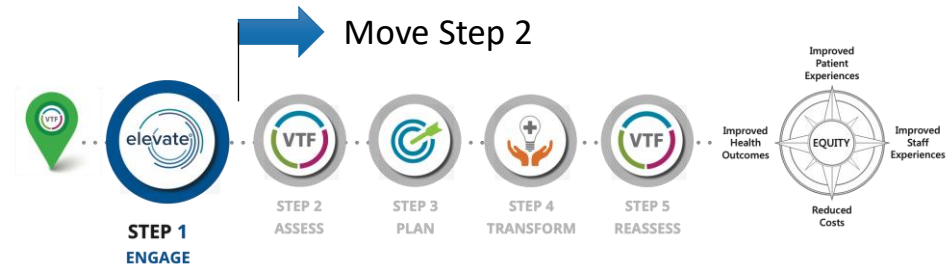 Move Step 2
VTF
elevate
STEP 1
ENGAGE
VTF
STEP 2
ASSESS
STEP 3
PLAN
STEP 4
TRANSFORM
VTF
STEP 5
REASSESS
Improved
Patient
Experiences
Improved
Health
Outcomes
EQUITY
Improved
Staff
Experiences
Reduced
Costs